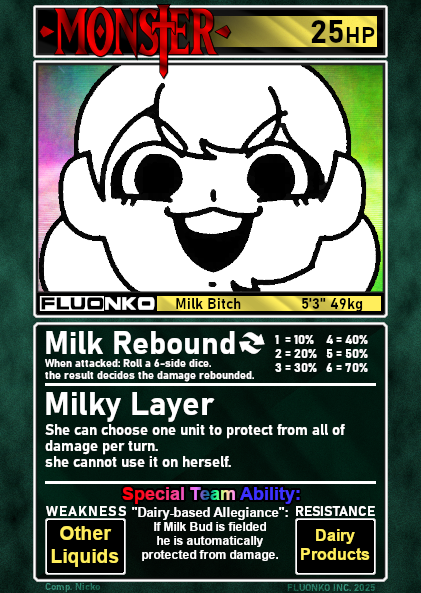 MONSTER
25HP
FLUONKO
Milk Bitch
5'3" 49kg
Milk Rebound
1 = 10% 4 = 40%
2 = 20% 5 = 50%
3 = 30% 6 = 70%
When attacked: Roll a 6-side dice.
the result decides the damage rebounded.
Milky Layer
She can choose one unit to protect from all of
damage per turn.
she cannot use it on herself.
Special Team Ability:
WEAKNESS
Other
Liquids
"Dairy-based Allegiance":
If Milk Bud is fielded
he is automatically
protected from damage.
RESISTANCE
Dairy
Products
Comp. Nicko
FLUONKO INC. 2025